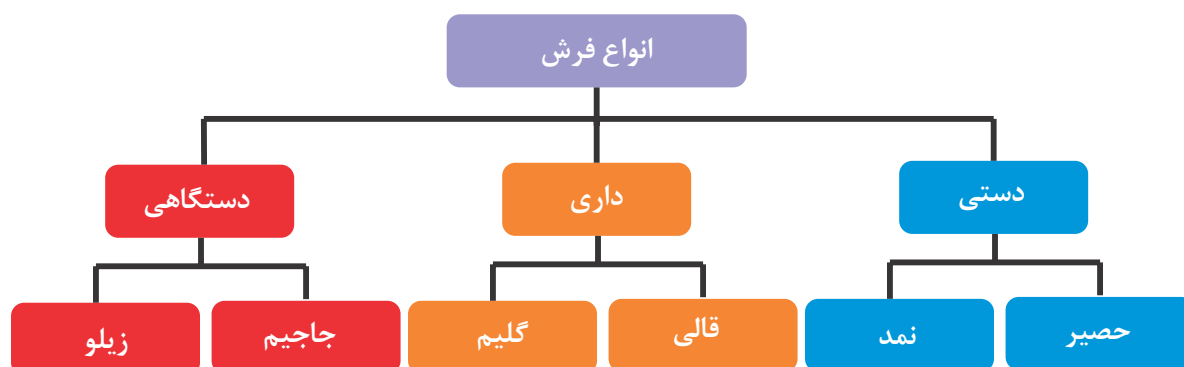 انواع فرش
دستی
داری
دستگاهی
حصیر
نمد
قالی
گلیم
جاجیم
زیلو